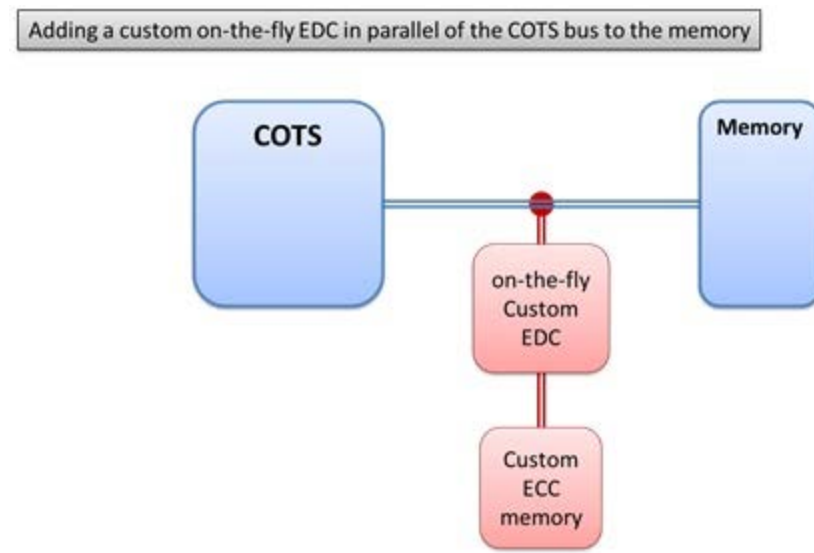 Adding a custom on-the-fly EDC in parallel of the COTS bus to the memory
COTS
Memory
on-the-fly
Custom
EDC
Custom
ECC
memory